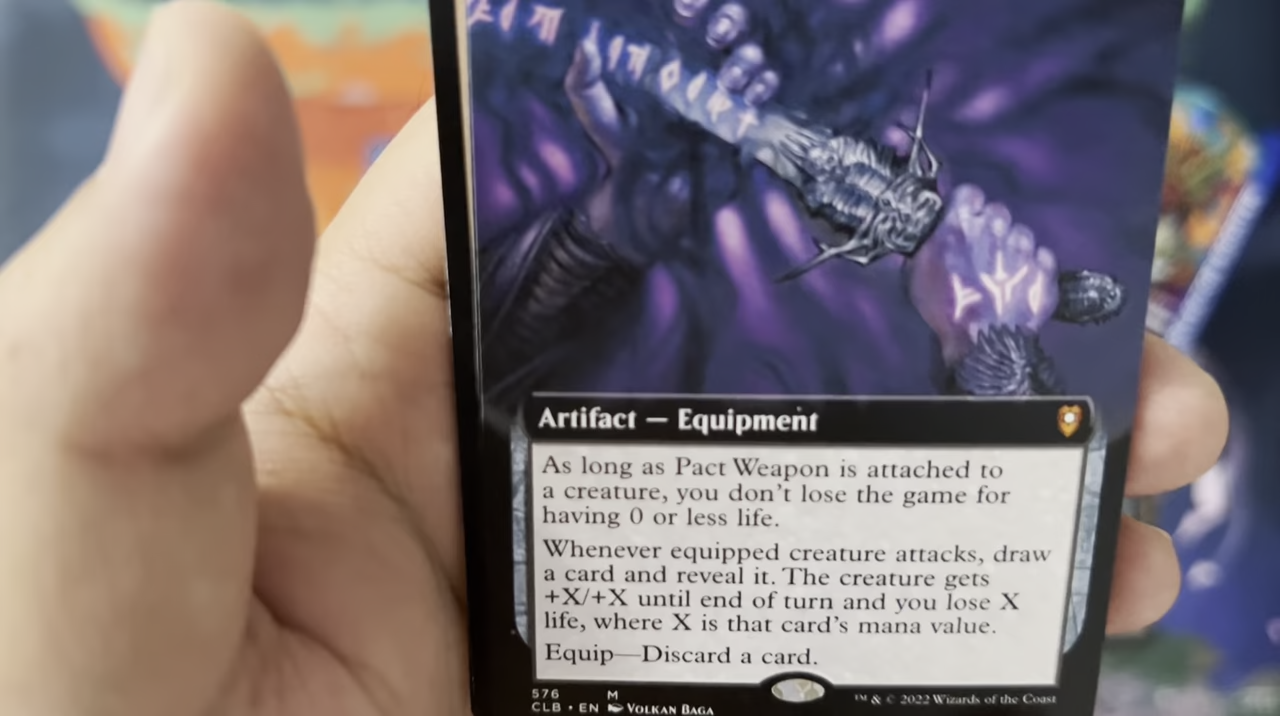 Artifact — Equipment
As long as Pact Weapon is attached to
a creature, you don't lose the game for
having 0 or less life.
Whenever equipped creature attacks, draw
a card and reveal it. The creature gets
+X/+X until end of turn and you lose X
life, where X is that card's mana value.
Equip—Discard a card.
576 M
CLB • EN VOLKAN BAGA
™ & © 2022 Wizards of the Coast